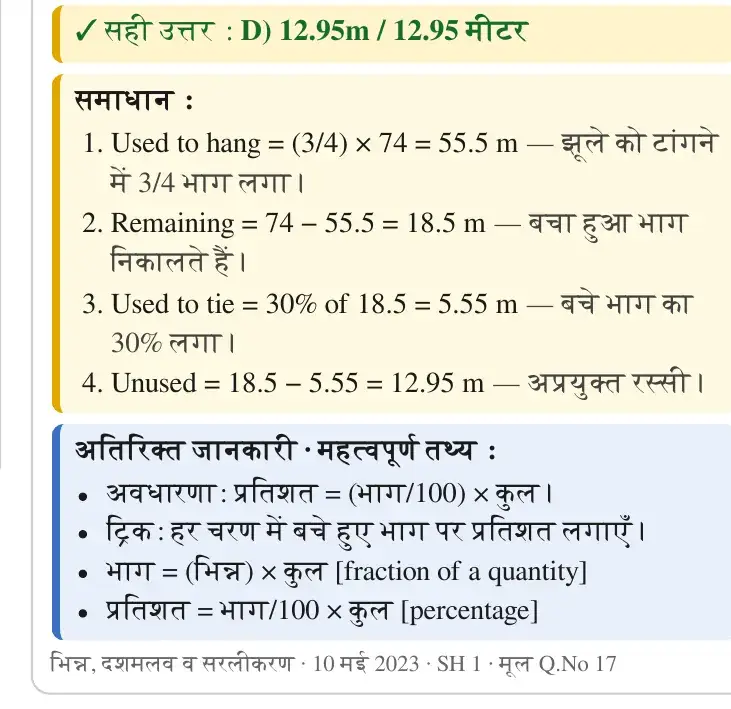 ✓ सही उत्तर : D) 12.95m / 12.95 मीटर
समाधान :
1. Used to hang = (3/4) × 74 = 55.5 m — झूले को टांगने
में 3/4 भाग लगा।
2. Remaining = 74 − 55.5 = 18.5 m — बचा हुआ भाग
निकालते हैं।
3. Used to tie = 30% of 18.5 = 5.55 m — बचे भाग का
30% लगा।
4. Unused = 18.5 − 5.55 = 12.95 m — अप्रयुक्त रस्सी।
अतिरिक्त जानकारी · महत्वपूर्ण तथ्य :
• अवधारणा : प्रतिशत = (भाग/100) × कुल।
• ट्रिक : हर चरण में बचे हुए भाग पर प्रतिशत लगाएँ।
• भाग = (भिन्न) × कुल [fraction of a quantity]
• प्रतिशत = भाग/100 × कुल [percentage]
भिन्न, दशमलव व सरलीकरण · 10 मई 2023 · SH 1 · मूल Q.No 17